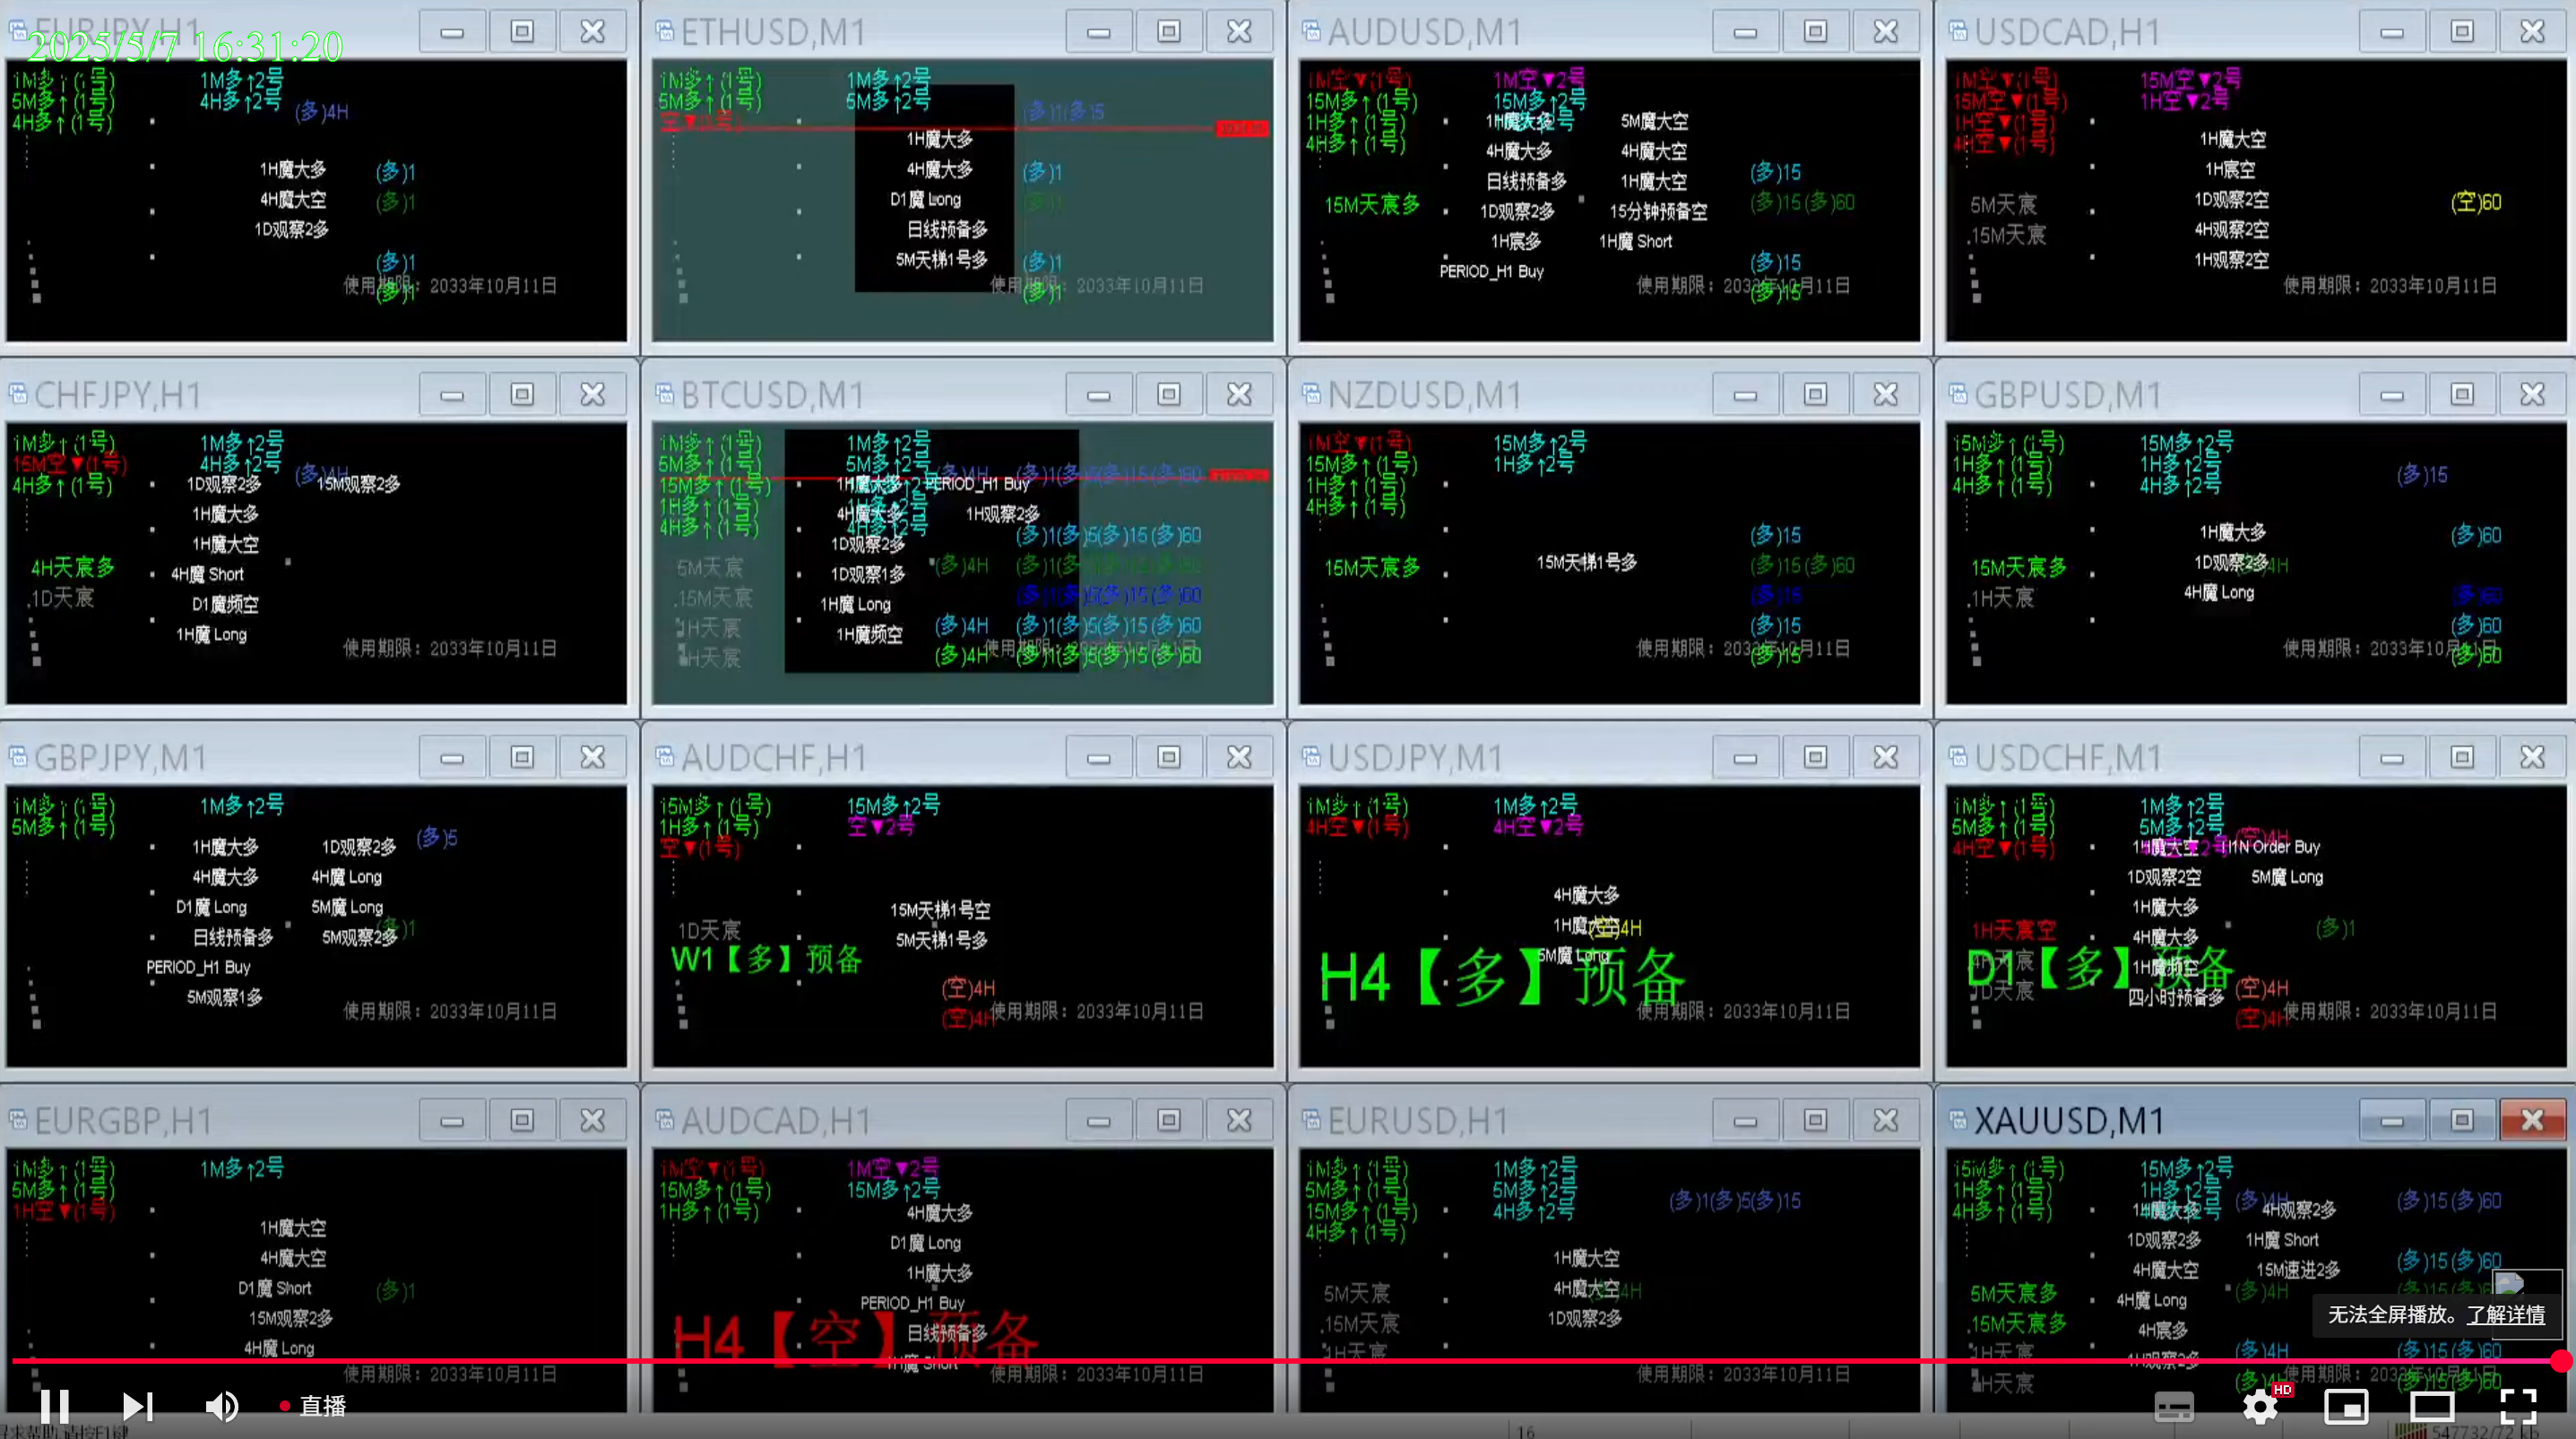 EURJPY,H1
2025/5/7 16:31:20
1M多↑(1号)
5M多↑(1号)
4H多↑(1号)
1M多↑2号
4H多↑2号
(多)4H
1H魔大多
4H魔大空
1D观察2多
(多)1
(多)1
(多)1
(多)1
使用期限：2033年10月11日
ETHUSD,M1
1M多↑(1号)
5M多↑(1号)
空▼(1号)
1M多↑2号
5M多↑2号
(多)1(多)5
1H魔大多
4H魔大多
D1魔 Long
日线预备多
5M天梯1号多
(多)1
(多)1
(多)1
(多)1
使用期限：2033年10月11日
AUDUSD,M1
1M空▼(1号)
15M多↑(1号)
1H多↑(1号)
4H多↑(1号)
15M天宸多
1M空▼2号
15M多↑2号
1H魔大多
4H魔大多
日线预备多
1D观察2多
1H宸多
PERIOD_H1 Buy
5M魔大空
4H魔大空
1H魔大空
15分钟预备空
1H魔 Short
(多)15
(多)15(多)60
(多)15
(多)15
使用期限：2033年10月11日
USDCAD,H1
1M空▼(1号)
15M空▼(1号)
1H空▼(1号)
4H空▼(1号)
5M天宸
.15M天宸
15M空▼2号
1H空▼2号
1H魔大空
1H宸空
1D观察2空
4H观察2空
1H观察2空
(空)60
使用期限：2033年10月11日
CHFJPY,H1
1M多↑(1号)
15M空▼(1号)
4H多↑(1号)
4H天宸多
.1D天宸
1M多↑2号
4H多↑2号
(多)4H
1D观察2多
15M观察2多
1H魔大多
1H魔大空
4H魔 Short
D1魔频空
1H魔 Long
使用期限：2033年10月11日
BTCUSD,M1
1M多↑(1号)
5M多↑(1号)
15M多↑(1号)
1H多↑(1号)
4H多↑(1号)
5M天宸
.15M天宸
1H天宸
H天宸
1M多↑2号
5M多↑2号
4H多↑2号
1H魔大多
4H魔大多
1D观察2多
1D观察1多
1H魔 Long
1H魔频空
PERIOD_H1 Buy
1H观察2多
(多)4H (多)1(多)5(多)15(多)60
(多)1(多)5(多)15(多)60
(多)4H
(多)1(多)5(多)15(多)60
(多)4H (多)1(多)5(多)15(多)60
(多)4H (多)1(多)5(多)15(多)60
NZDUSD,M1
1M空▼(1号)
15M多↑(1号)
1H多↑(1号)
4H多↑(1号)
15M天宸多
15M多↑2号
1H多↑2号
15M天梯1号多
(多)15
(多)15(多)60
(多)15
(多)15
(多)15
使用期限：2033年10月11日
GBPUSD,M1
15M多↑(1号)
1H多↑(1号)
4H多↑(1号)
15M天宸多
.1H天宸
15M多↑2号
1H多↑2号
4H多↑2号
1H魔大多
1D观察2多
4H魔 Long
(多)15
(多)60
(多)60
(多)60
(多)60
使用期限：2033年10月11日
GBPJPY,M1
1M多↑(1号)
5M多↑(1号)
1M多↑2号
1H魔大多
4H魔大多
D1魔 Long
日线预备多
PERIOD_H1 Buy
5M观察1多
1D观察2多
4H魔 Long
5M魔 Long
5M观察2多
(多)5
(多)1
使用期限：2033年10月11日
AUDCHF,H1
15M多↑(1号)
1H多↑(1号)
空▼(1号)
1D天宸
W1【多】预备
15M多↑2号
空▼2号
15M天梯1号空
5M天梯1号多
(空)4H
(空)4H
使用期限：2033年10月11日
USDJPY,M1
1M多↑(1号)
4H空▼(1号)
1M多↑2号
4H空▼2号
4H魔大多
1H魔大空
(空)4H
5M魔 Long
H4【多】预备
使用期限：2033年10月11日
USDCHF,M1
1M多↑(1号)
5M多↑(1号)
4H空▼(1号)
1H天宸空
4H天宸
1D天宸
D1【多】预备
1M多↑2号
5M多↑2号
(空)4H
1H魔大空
1D观察2空
1H魔大多
4H魔大多
1H魔频空
四小时预备多
H1N Order Buy
5M魔 Long
(多)1
(空)4H
(空)4H
使用期限：2033年10月11日
EURGBP,H1
1M多↑(1号)
5M多↑(1号)
1H空▼(1号)
1M多↑2号
1H魔大空
4H魔大空
D1魔 Short
15M观察2多
4H魔 Long
(多)1
使用期限：2033年10月11日
AUDCAD,H1
1M空▼(1号)
15M多↑(1号)
1H多↑(1号)
1M空▼2号
15M多↑2号
4H魔大多
D1魔 Long
1H魔大多
PERIOD_H1 Buy
日线预备多
1H魔 Short
H4【空】预备
使用期限：2033年10月11日
EURUSD,H1
1M多↑(1号)
5M多↑(1号)
15M多↑(1号)
4H多↑(1号)
5M天宸
.15M天宸
1H天宸
1M多↑2号
5M多↑2号
4H多↑2号
(多)1(多)5(多)15
1H魔大空
4H魔大空
1D观察2多
使用期限：2033年10月11日
XAUUSD,M1
15M多↑(1号)
1H多↑(1号)
4H多↑(1号)
5M天宸多
.15M天宸多
1H天宸
H天宸
15M多↑2号
1H多↑2号
1H魔大多
1D观察2多
4H魔大空
4H魔 Long
4H宸多
1H观察2多
(多)4H
4H观察2多
1H魔 Short
15M速进2多
(多)4H
(多)4H
(多)15(多)60
(多)15(多)60
(多)15(多)60
(多)15(多)60
使用期限：2033年10月11日
无法全屏播放。了解详情
直播
HD
寻求帮助,请按F1键
16
547732/72 kb